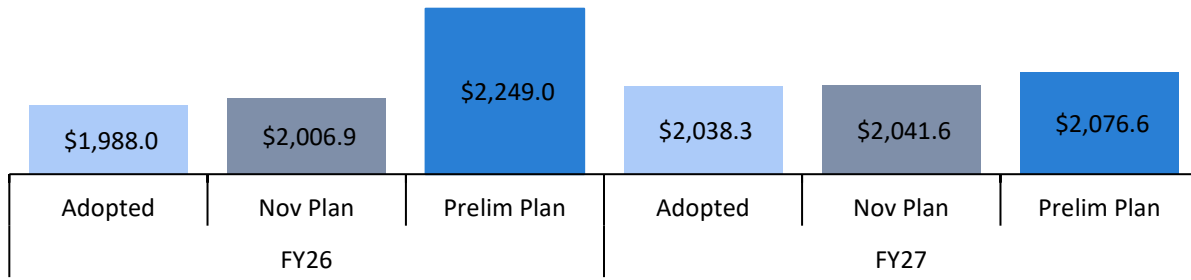 $2,249.0
$1,988.0 $2,006.9 $2,038.3 $2,041.6 $2,076.6
Adopted Nov Plan Prelim Plan Adopted Nov Plan Prelim Plan
FY26 FY27